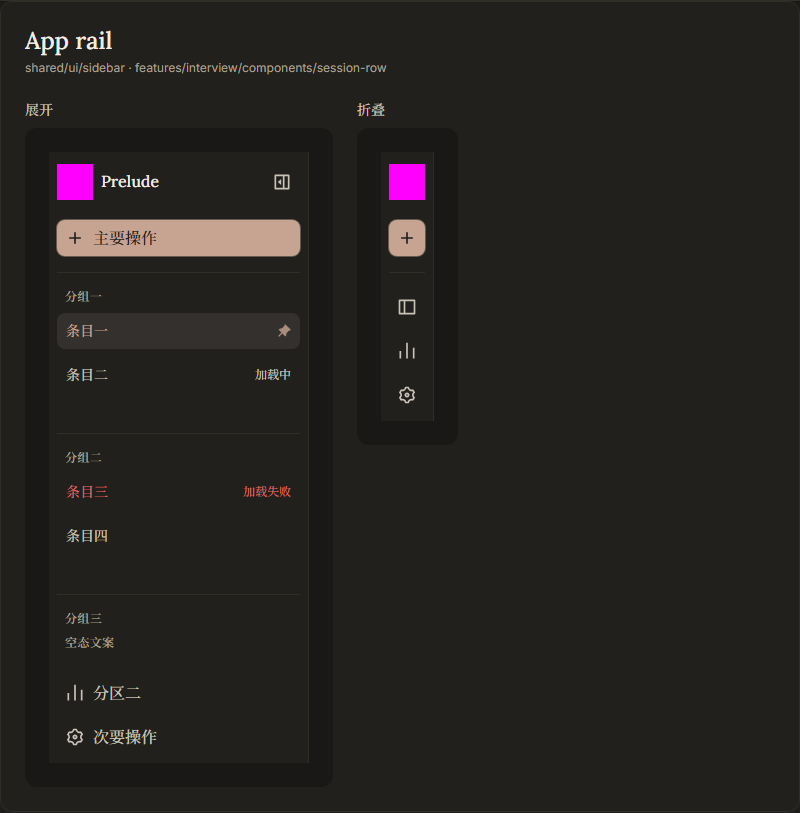 App rail
shared/ui/sidebar · features/interview/components/session-row
展开
Prelude
主要操作
分组一
条目一
条目二 加载中
分组二
条目三 加载失败
条目四
分组三
空态文案
分区二
次要操作
折叠